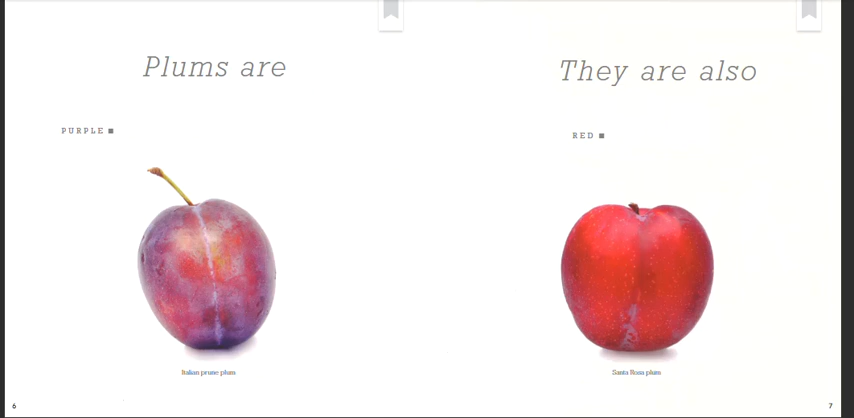 Plums are
PURPLE ■
Italian prune plum
6
They are also
RED ■
Santa Rosa plum
7